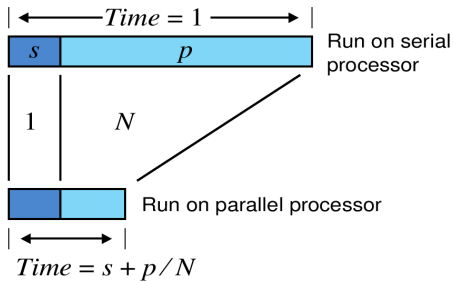 Time = 1
s p
Run on serial
processor
1 N
Run on parallel processor
Time = s + p / N